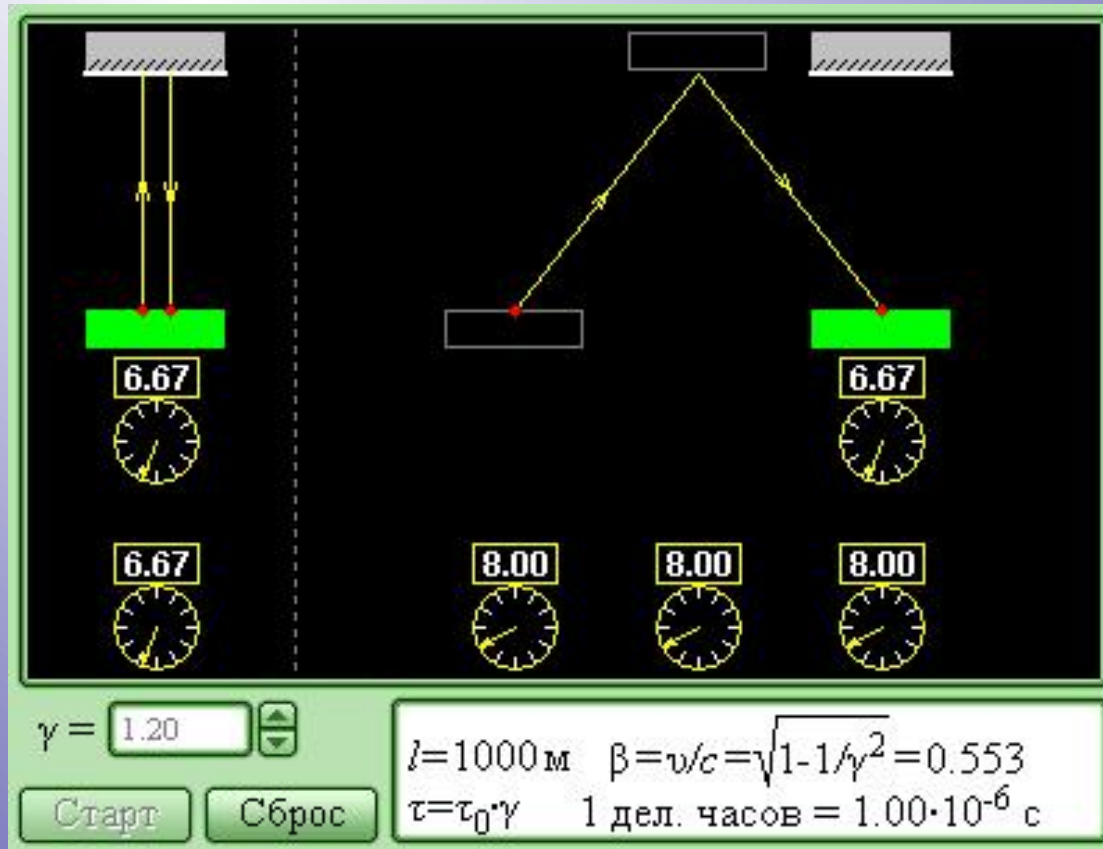 6.67 6.67
6.67 8.00 8.00 8.00
γ = 1.20
l=1000 м β=υ/c=√1-1/γ² =0.553
τ=τ₀·γ 1 дел. часов = 1.00·10⁻⁶ с
Старт Сброс